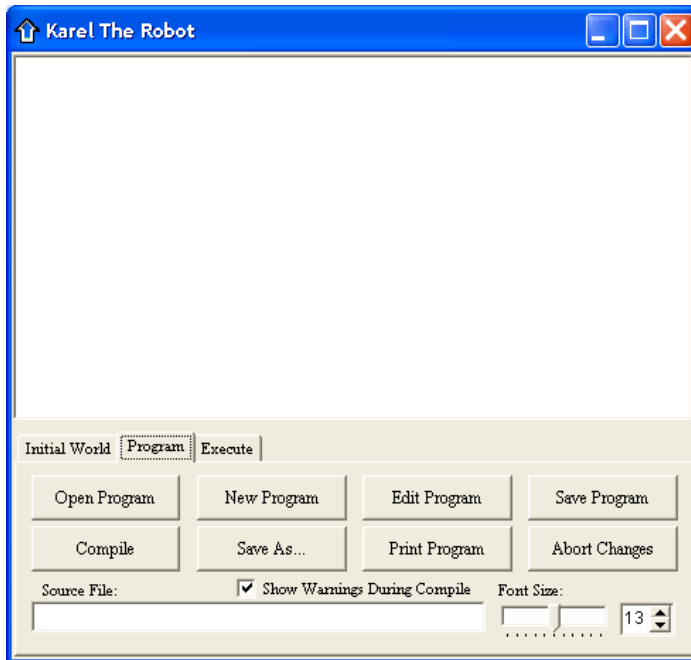 Karel The Robot
Initial World Program Execute
Open Program New Program Edit Program Save Program
Compile Save As... Print Program Abort Changes
Source File: Show Warnings During Compile Font Size:
13